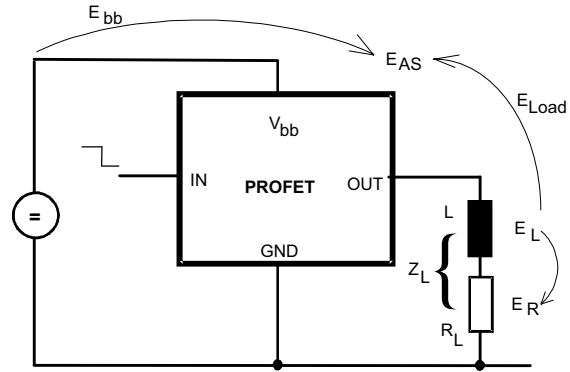 E bb
E AS
E Load
V bb
IN
PROFET
OUT
L
E L
GND
Z L
{
E R
R L
=